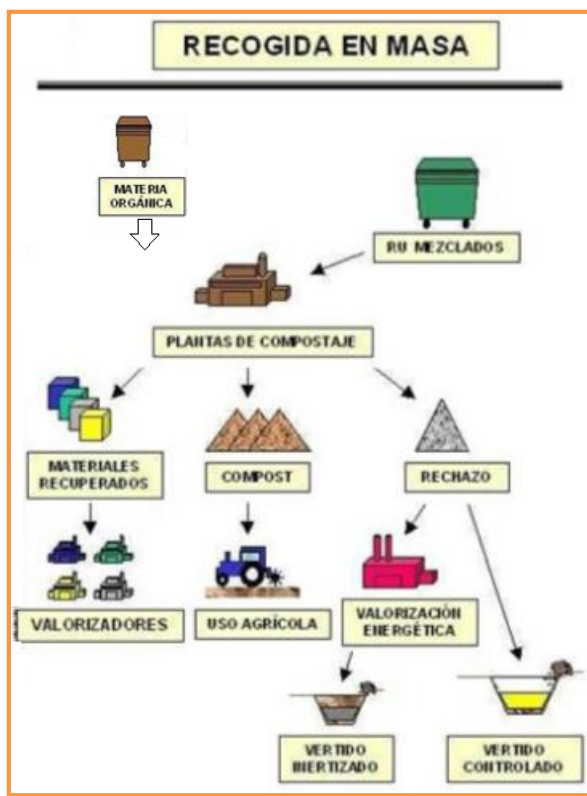 RECOGIDA EN MASA
MATERIA
ORGÁNICA
RU MEZCLADOS
PLANTAS DE COMPOSTAJE
MATERIALES
RECUPERADOS
COMPOST
RECHAZO
VALORIZADORES
USO AGRÍCOLA
VALORIZACIÓN
ENERGÉTICA
VERTIDO
INERTIZADO
VERTIDO
CONTROLADO